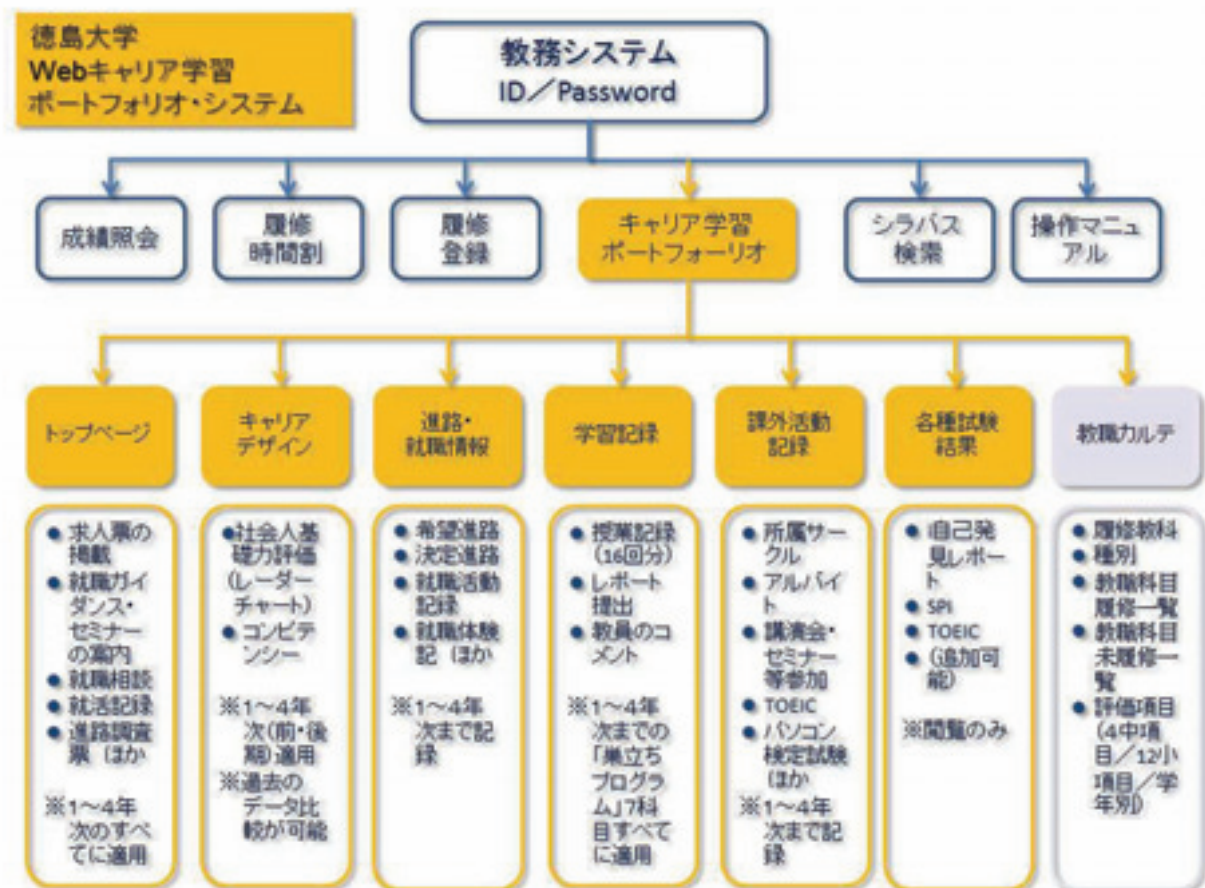 徳島大学
Webキャリア学習
ポートフォリオ・システム
教務システム
ID／Password
成績照会
履修
時間割
履修
登録
キャリア学習
ポートフォーリオ
シラバス
検索
操作マニュ
アル
トップページ
キャリア
デザイン
進路・
就職情報
学習記録
課外活動
記録
各種試験
結果
教職カルテ
● 求人票の
掲載
● 就職ガイ
ダンス・
セミナー
の案内
● 就職相談
● 就活記録
● 進路調査
票 ほか
※1～4年
次のすべ
てに適用
●社会人基
礎力評価
(レーダー
チャート)
● コンピテ
ンシー
※1～4年
次(前・後
期)適用
※過去の
データ比
較が可能
● 希望進路
● 決定進路
● 就職活動
記録
● 就職体験
記 ほか
※1～4年
次まで記
録
● 授業記録
(16回分)
● レポート
提出
● 教員のコ
メント
※1～4年
次までの
「巣立ち
プログラ
ム」7科
目すべて
に適用
● 所属サー
クル
● アルバイ
ト
● 講演会・
セミナー
等参加
● TOEIC
● パソコン
検定試験
ほか
※1～4年
次まで記
録
● i自己発
見レポー
ト
● SPI
● TOEIC
● (追加可
能)
※閲覧のみ
● 履修教科
● 種別
● 教職科目
履修一覧
● 教職科目
未履修一
覧
● 評価項目
(4中項
目／12小
項目／学
年別)